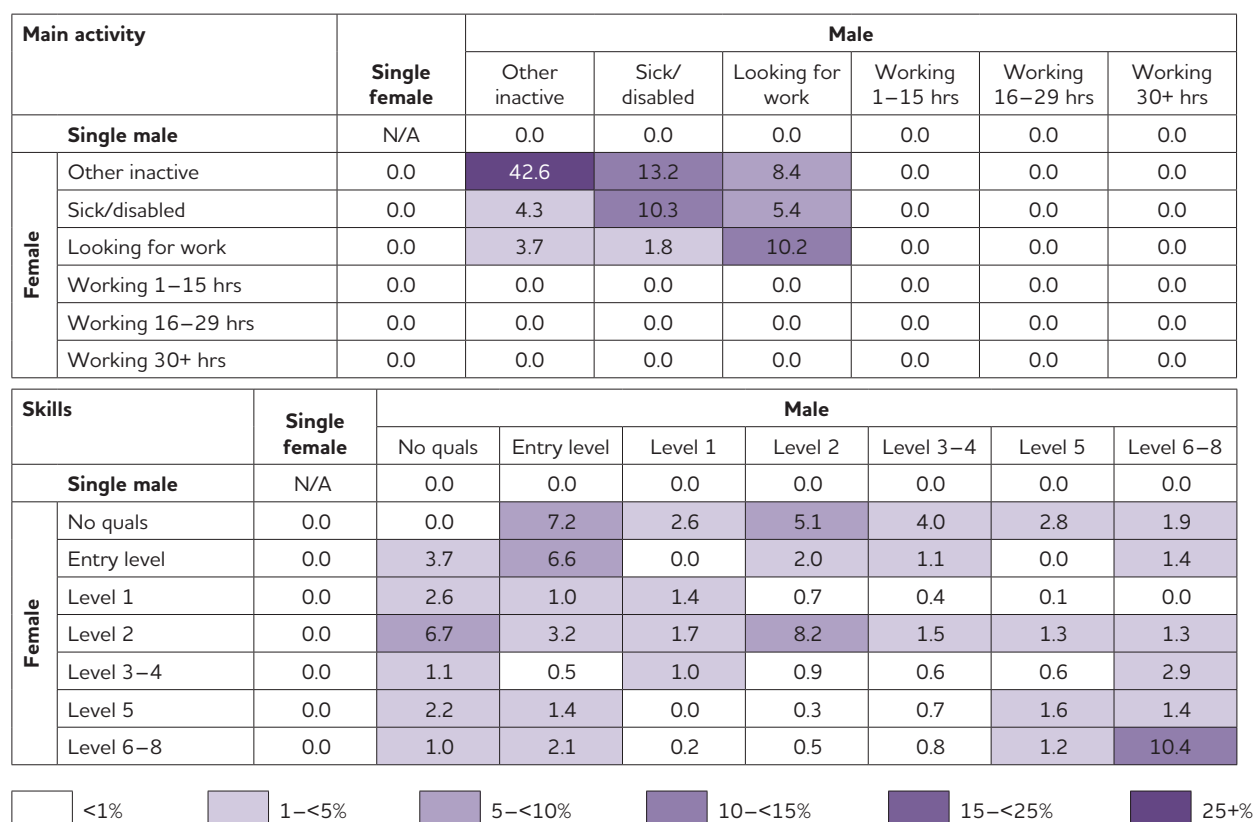 Main activity Single female Male
Other inactive Sick/disabled Looking for work Working 1–15 hrs Working 16–29 hrs Working 30+ hrs
Single male N/A 0.0 0.0 0.0 0.0 0.0 0.0
Female
Other inactive 0.0 42.6 13.2 8.4 0.0 0.0 0.0
Sick/disabled 0.0 4.3 10.3 5.4 0.0 0.0 0.0
Looking for work 0.0 3.7 1.8 10.2 0.0 0.0 0.0
Working 1–15 hrs 0.0 0.0 0.0 0.0 0.0 0.0 0.0
Working 16–29 hrs 0.0 0.0 0.0 0.0 0.0 0.0 0.0
Working 30+ hrs 0.0 0.0 0.0 0.0 0.0 0.0 0.0
Skills Single female Male
No quals Entry level Level 1 Level 2 Level 3–4 Level 5 Level 6–8
Single male N/A 0.0 0.0 0.0 0.0 0.0 0.0 0.0
Female
No quals 0.0 0.0 7.2 2.6 5.1 4.0 2.8 1.9
Entry level 0.0 3.7 6.6 0.0 2.0 1.1 0.0 1.4
Level 1 0.0 2.6 1.0 1.4 0.7 0.4 0.1 0.0
Level 2 0.0 6.7 3.2 1.7 8.2 1.5 1.3 1.3
Level 3–4 0.0 1.1 0.5 1.0 0.9 0.6 0.6 2.9
Level 5 0.0 2.2 1.4 0.0 0.3 0.7 1.6 1.4
Level 6–8 0.0 1.0 2.1 0.2 0.5 0.8 1.2 10.4
<1% 1–<5% 5–<10% 10–<15% 15–<25% 25+%